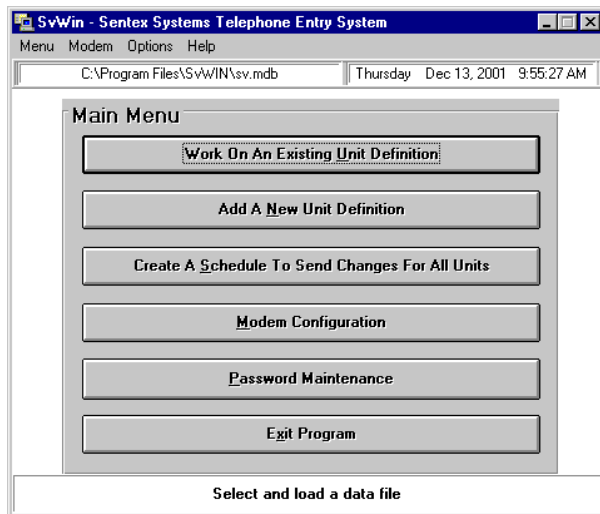 SvWin - Sentex Systems Telephone Entry System
Menu Modem Options Help
C:\Program Files\SvWIN\sv.mdb Thursday Dec 13, 2001 9:55:27 AM
Main Menu
Work On An Existing Unit Definition
Add A New Unit Definition
Create A Schedule To Send Changes For All Units
Modem Configuration
Password Maintenance
Exit Program
Select and load a data file